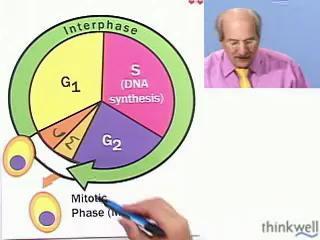 Interphase
G1
S
(DNA
synthesis)
G2
C
M
Mitotic
Phase (M
thinkwell